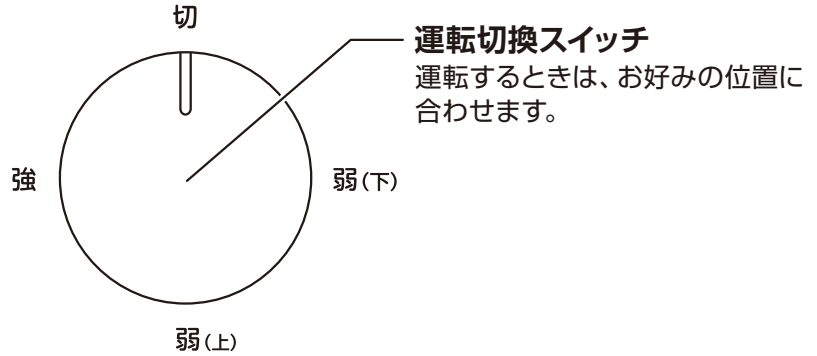 切
運転切換スイッチ
運転するときは、お好みの位置に
合わせます。
強
弱(下)
弱(上)